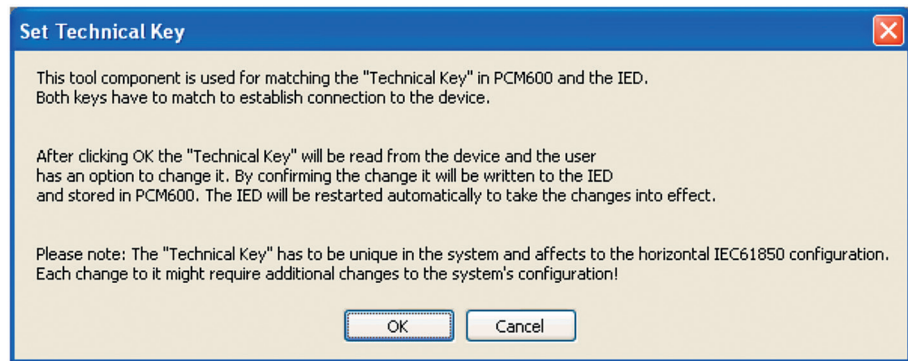 Set Technical Key
This tool component is used for matching the "Technical Key" in PCM600 and the IED.
Both keys have to match to establish connection to the device.
After clicking OK the "Technical Key" will be read from the device and the user
has an option to change it. By confirming the change it will be written to the IED
and stored in PCM600. The IED will be restarted automatically to take the changes into effect.
Please note: The "Technical Key" has to be unique in the system and affects to the horizontal IEC61850 configuration.
Each change to it might require additional changes to the system's configuration!
OK
Cancel